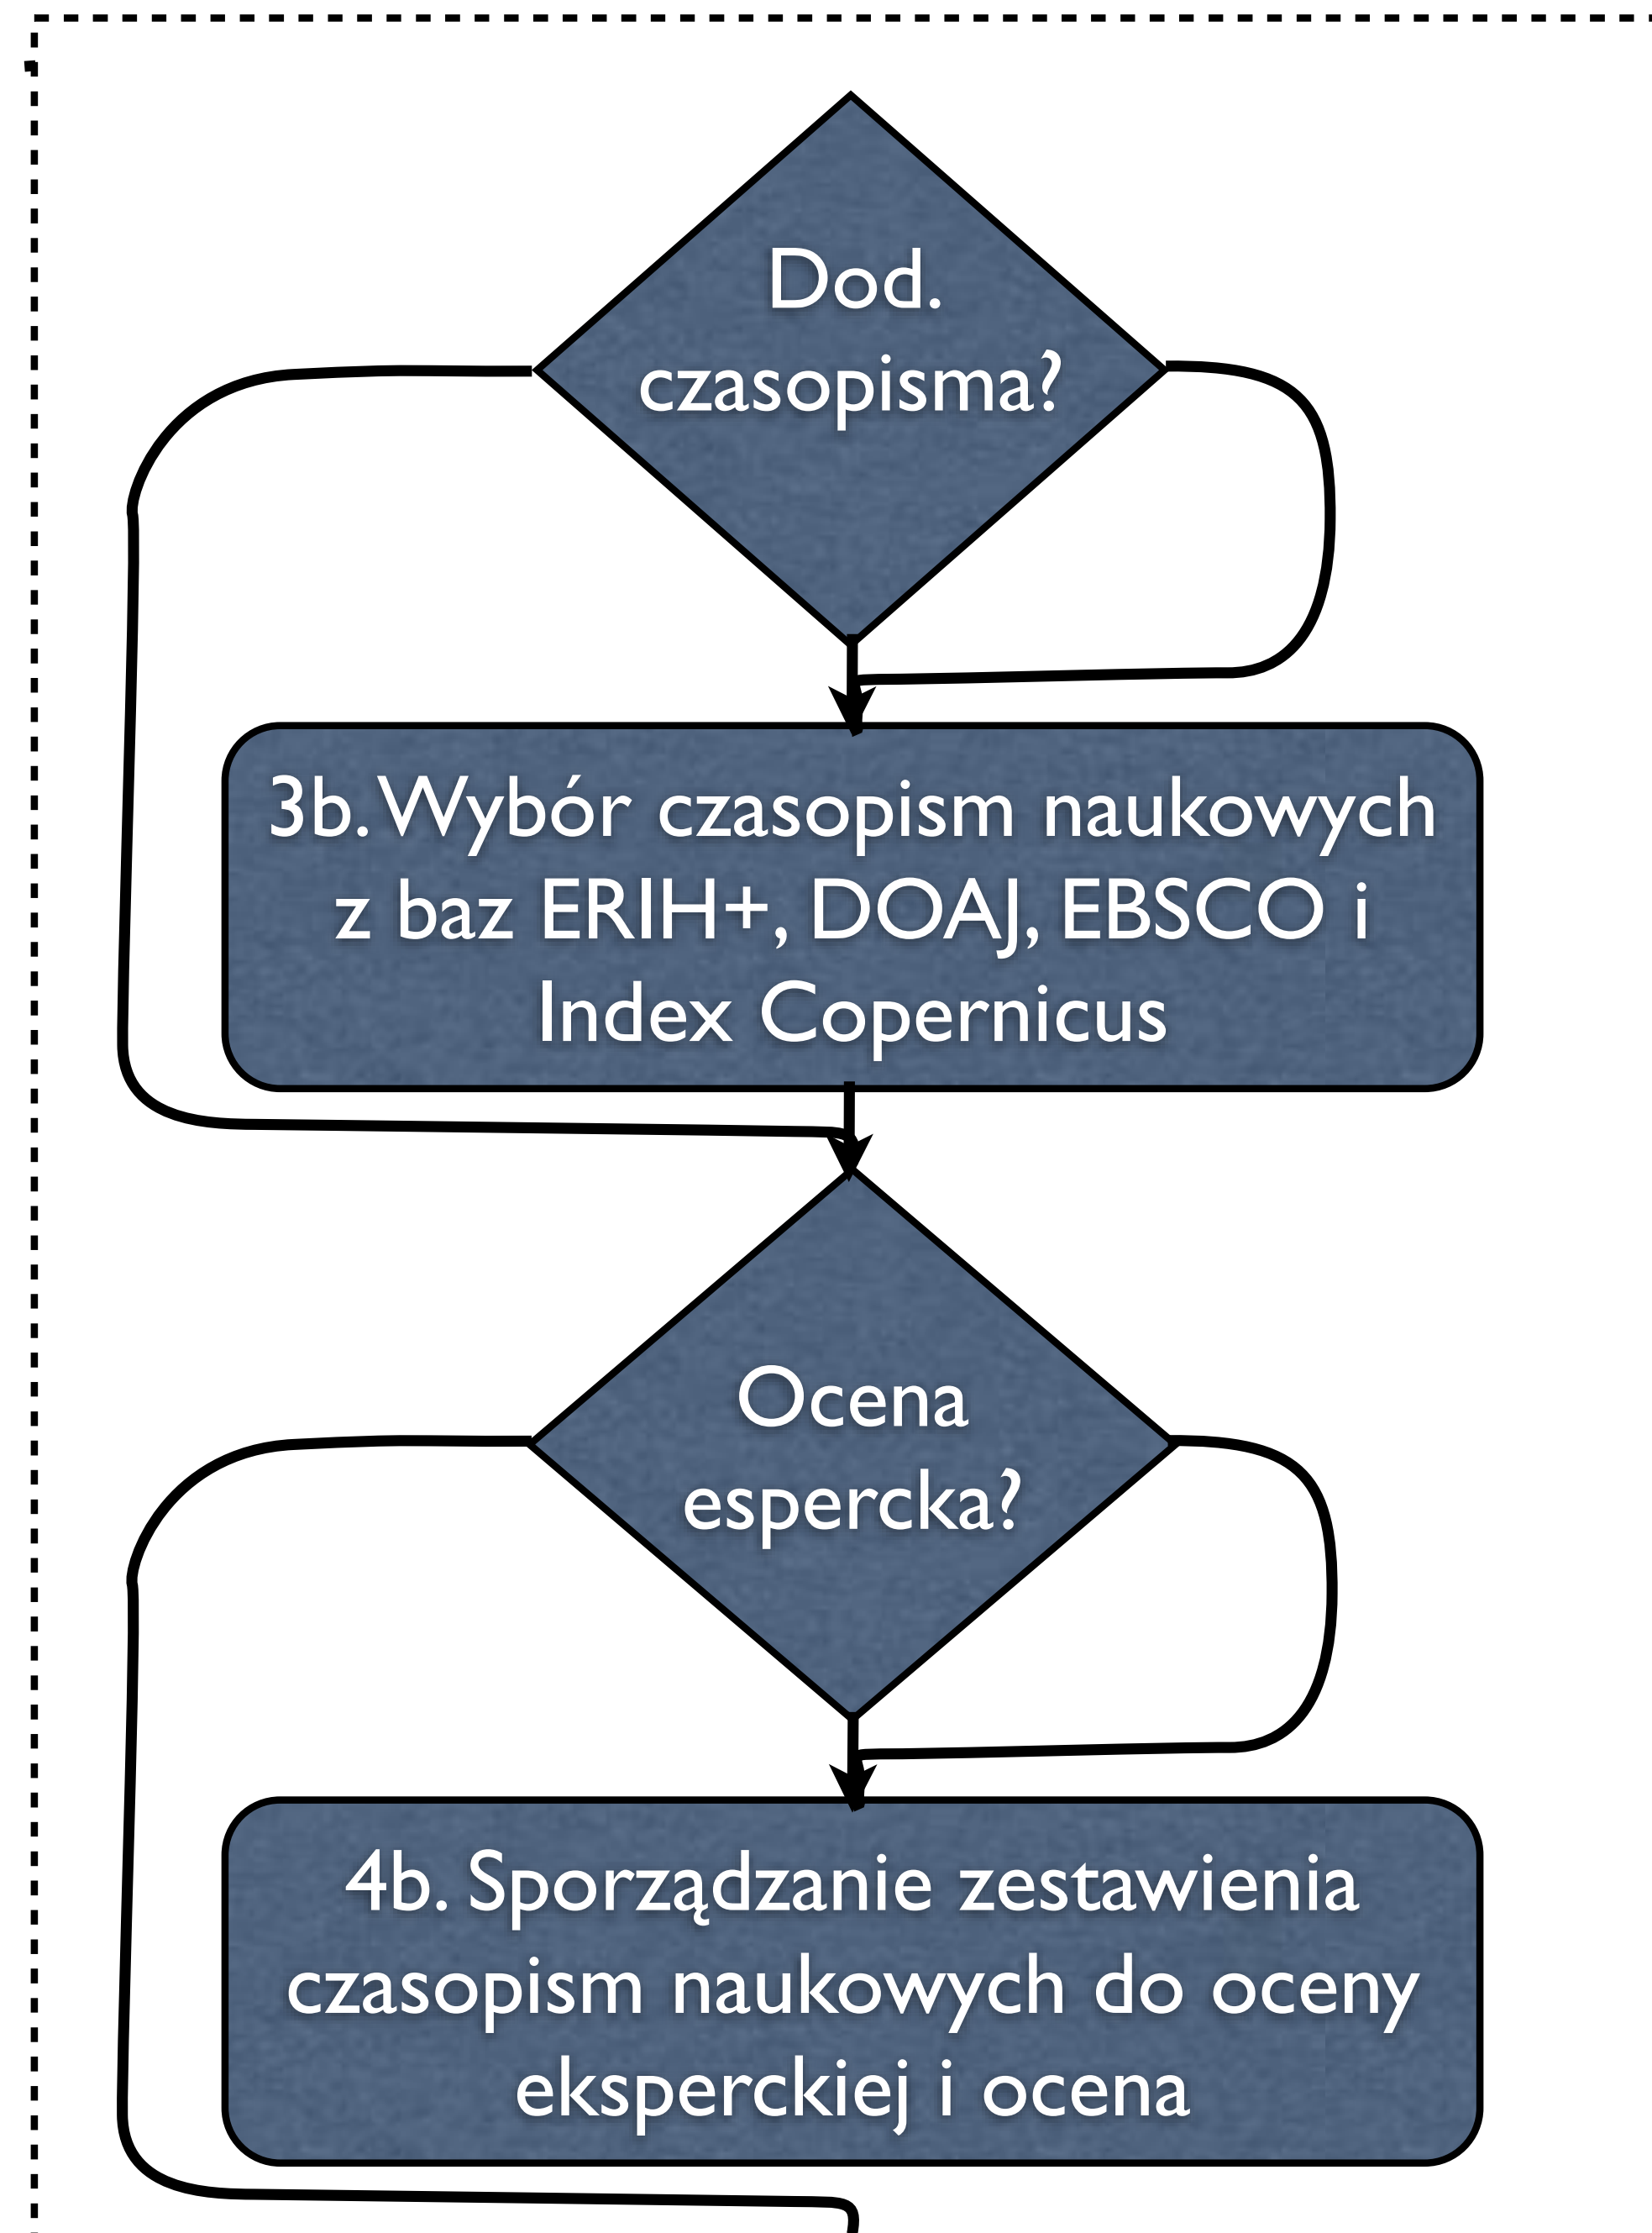 Dod.
czasopisma?
3b. Wybór czasopism naukowych
z baz ERIH+, DOAJ, EBSCO i
Index Copernicus
Ocena
espercka?
4b. Sporządzanie zestawienia
czasopism naukowych do oceny
eksperckiej i ocena